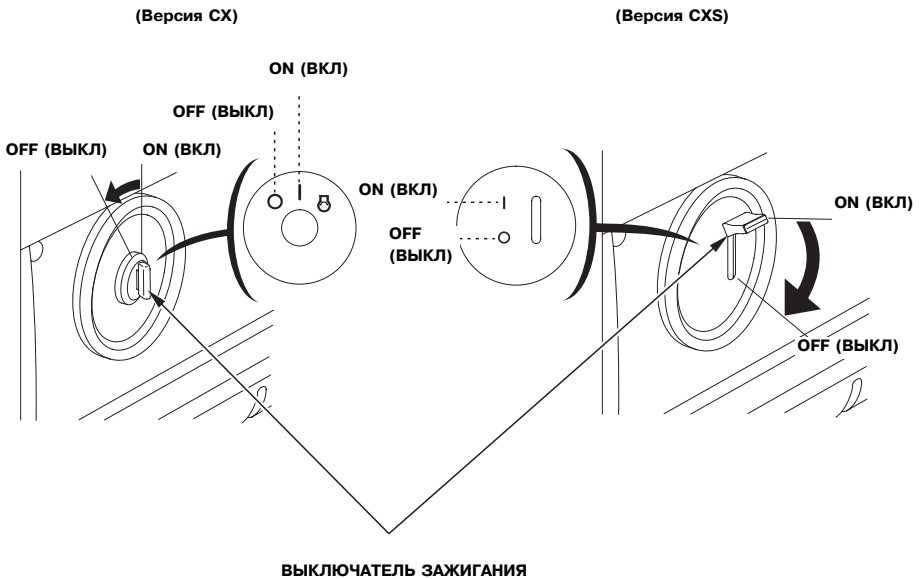 (Версия CX)
(Версия CXS)
ON (ВКЛ)
OFF (ВЫКЛ)
OFF (ВЫКЛ)
ON (ВКЛ)
ON (ВКЛ)
OFF
(ВЫКЛ)
ON (ВКЛ)
OFF (ВЫКЛ)
ВЫКЛЮЧАТЕЛЬ ЗАЖИГАНИЯ